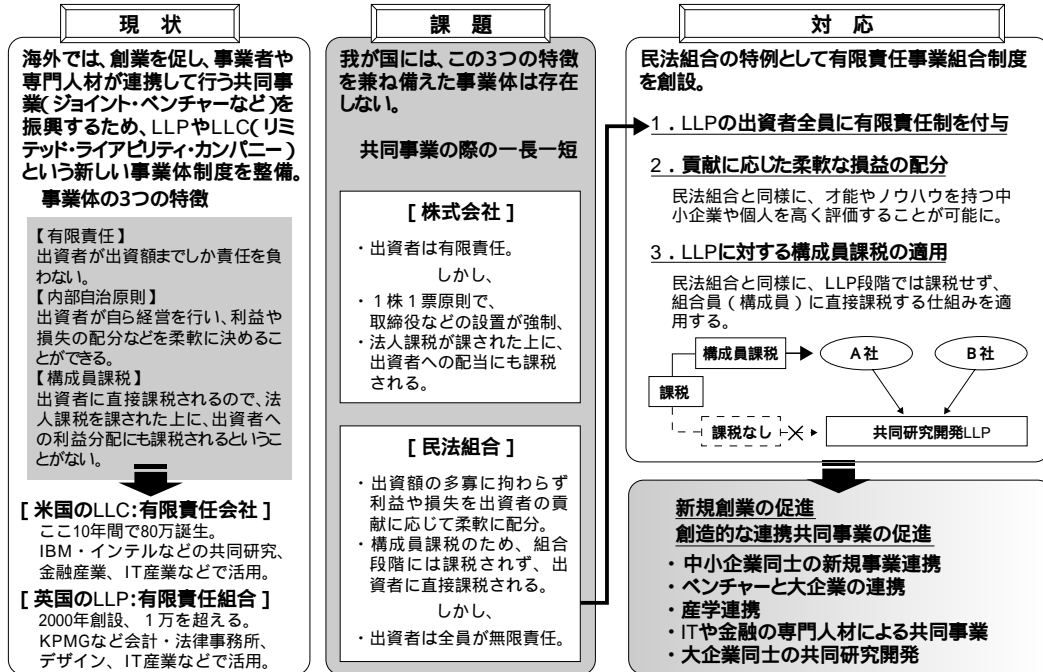 現 状
海外では、創業を促し、事業者や
専門人材が連携して行う共同事
業(ジョイント・ベンチャーなど)を
振興するため、LLPやLLC(リミ
テッド・ライアビリティ・カンパニー)
という新しい事業体制度を整備。
事業体の3つの特徴
【有限責任】
出資者が出資額までしか責任を負
わない。
【内部自治原則】
出資者が自ら経営を行い、利益や
損失の配分などを柔軟に決めるこ
とができる。
【構成員課税】
出資者に直接課税されるので、法
人課税を課された上に、出資者へ
の利益分配にも課税されるというこ
とがない。
[ 米国のLLC:有限責任会社 ]
ここ10年間で80万誕生。
IBM・インテルなどの共同研究、
金融産業、IT産業などで活用。
[ 英国のLLP:有限責任組合 ]
2000年創設、1万を超える。
KPMGなど会計・法律事務所、
デザイン、IT産業などで活用。
課 題
我が国には、この3つの特徴
を兼ね備えた事業体は存在
しない。
共同事業の際の一長一短
[ 株式会社 ]
・出資者は有限責任。
しかし、
・1株1票原則で、
取締役などの設置が強制、
・法人課税が課された上に、
出資者への配当にも課税
される。
[ 民法組合 ]
・出資額の多寡に拘わらず
利益や損失を出資者の貢
献に応じて柔軟に配分。
・構成員課税のため、組合
段階には課税されず、出
資者に直接課税される。
しかし、
・出資者は全員が無限責任。
対 応
民法組合の特例として有限責任事業組合制度
を創設。
1.LLPの出資者全員に有限責任制を付与
2.貢献に応じた柔軟な損益の配分
民法組合と同様に、才能やノウハウを持つ中
小企業や個人を高く評価することが可能に。
3.LLPに対する構成員課税の適用
民法組合と同様に、LLP段階では課税せず、
組合員(構成員)に直接課税する仕組みを適
用する。
構成員課税
A社
B社
課税
課税なし
共同研究開発LLP
新規創業の促進
創造的な連携共同事業の促進
・中小企業同士の新規事業連携
・ベンチャーと大企業の連携
・産学連携
・ITや金融の専門人材による共同事業
・大企業同士の共同研究開発